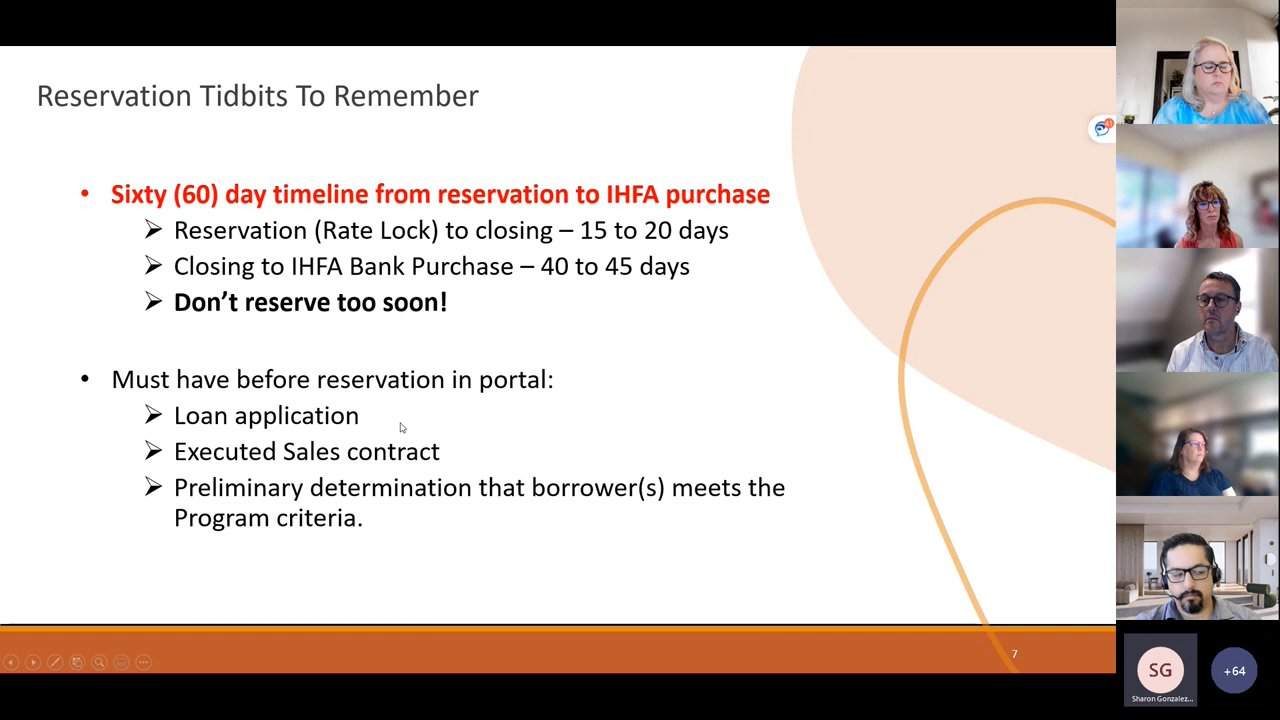 Reservation Tidbits To Remember
• Sixty (60) day timeline from reservation to IHFA purchase
➢ Reservation (Rate Lock) to closing – 15 to 20 days
➢ Closing to IHFA Bank Purchase – 40 to 45 days
➢ Don’t reserve too soon!
• Must have before reservation in portal:
➢ Loan application
➢ Executed Sales contract
➢ Preliminary determination that borrower(s) meets the
Program criteria.
7
41
SG
Sharon Gonzalez...
+64